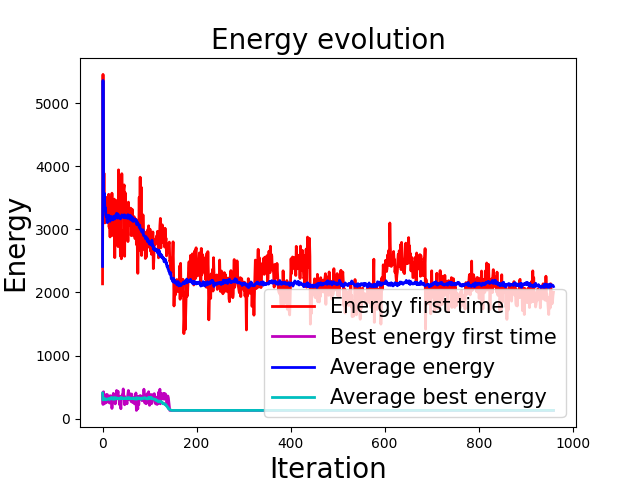 Energy evolution
5000
4000
3000
2000
1000
0
Energy
Energy first time
Best energy first time
Average energy
Average best energy
0 200 400 600 800 1000
Iteration